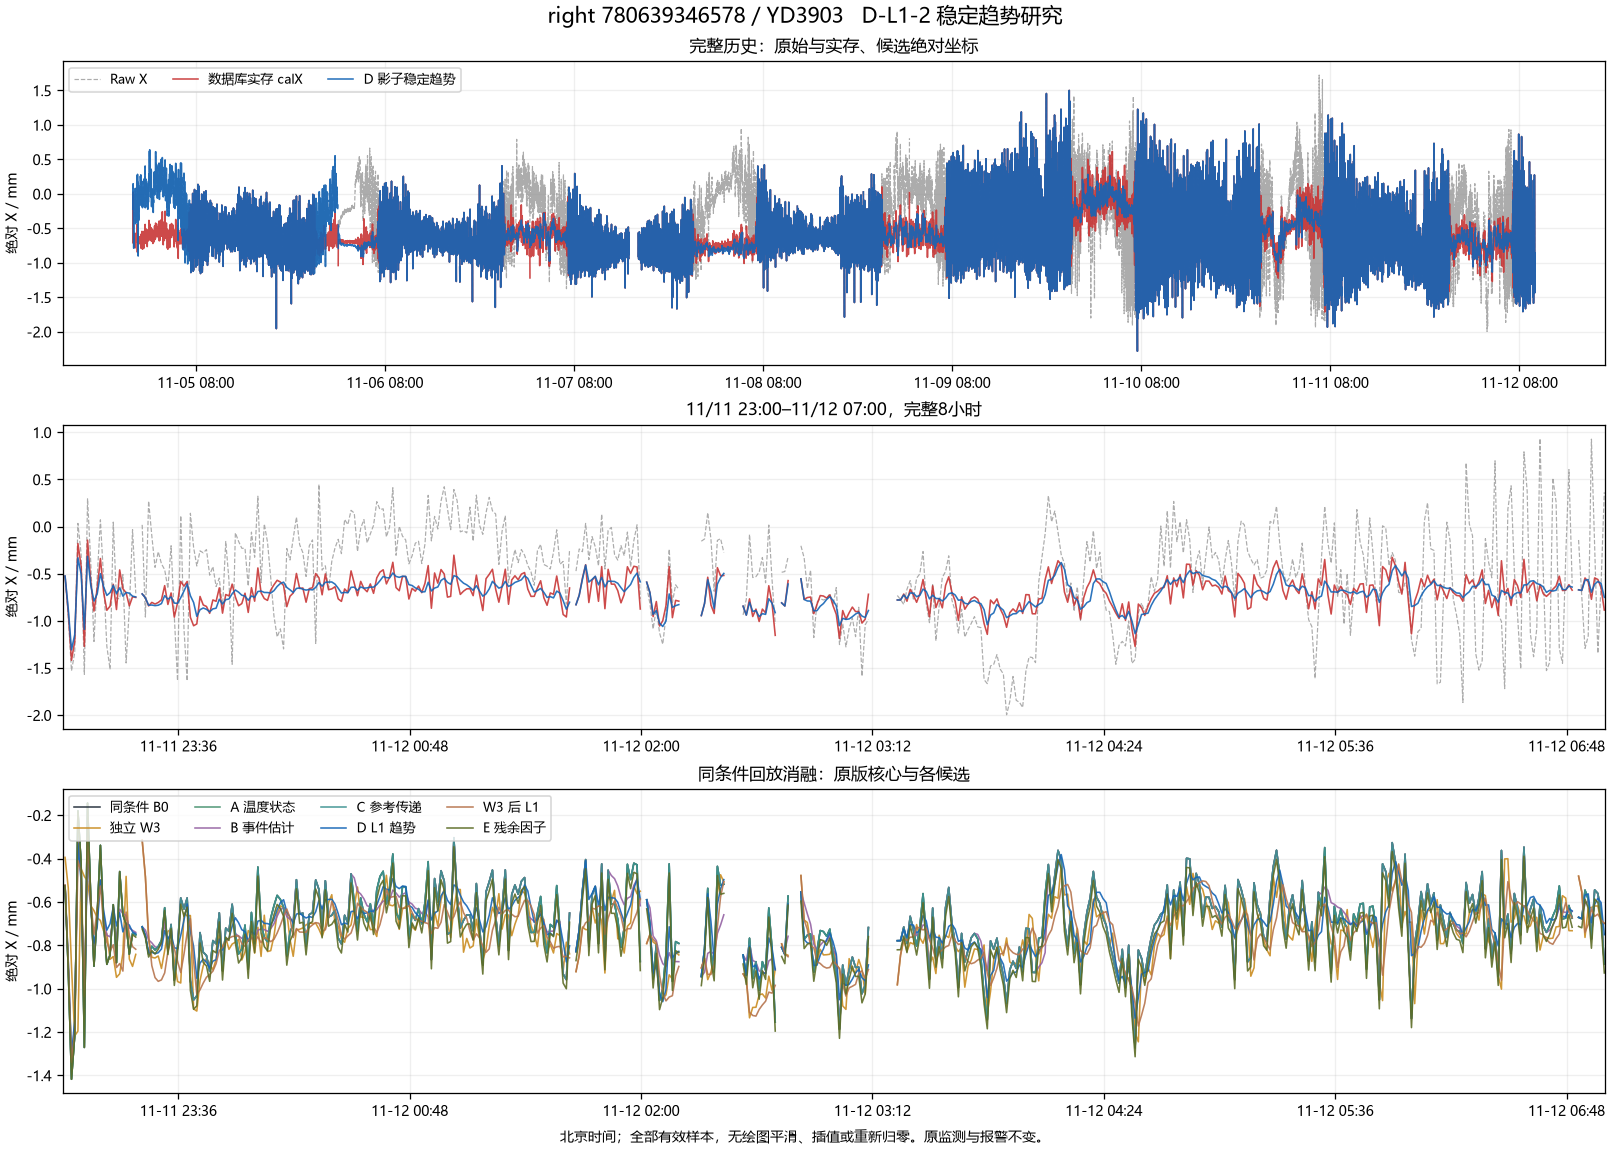 right 780639346578 / YD3903   D-L1-2 稳定趋势研究
完整历史：原始与实存、候选绝对坐标
Raw X
数据库实存 calX
D 影子稳定趋势
绝对 X / mm
1.5
1.0
0.5
0.0
-0.5
-1.0
-1.5
-2.0
11-05 08:00
11-06 08:00
11-07 08:00
11-08 08:00
11-09 08:00
11-10 08:00
11-11 08:00
11-12 08:00
11/11 23:00–11/12 07:00，完整8小时
绝对 X / mm
1.0
0.5
0.0
-0.5
-1.0
-1.5
-2.0
11-11 23:36
11-12 00:48
11-12 02:00
11-12 03:12
11-12 04:24
11-12 05:36
11-12 06:48
同条件回放消融：原版核心与各候选
同条件 B0
A 温度状态
C 参考传递
W3 后 L1
独立 W3
B 事件估计
D L1 趋势
E 残余因子
绝对 X / mm
-0.2
-0.4
-0.6
-0.8
-1.0
-1.2
-1.4
11-11 23:36
11-12 00:48
11-12 02:00
11-12 03:12
11-12 04:24
11-12 05:36
11-12 06:48
北京时间；全部有效样本，无绘图平滑、插值或重新归零。原监测与报警不变。